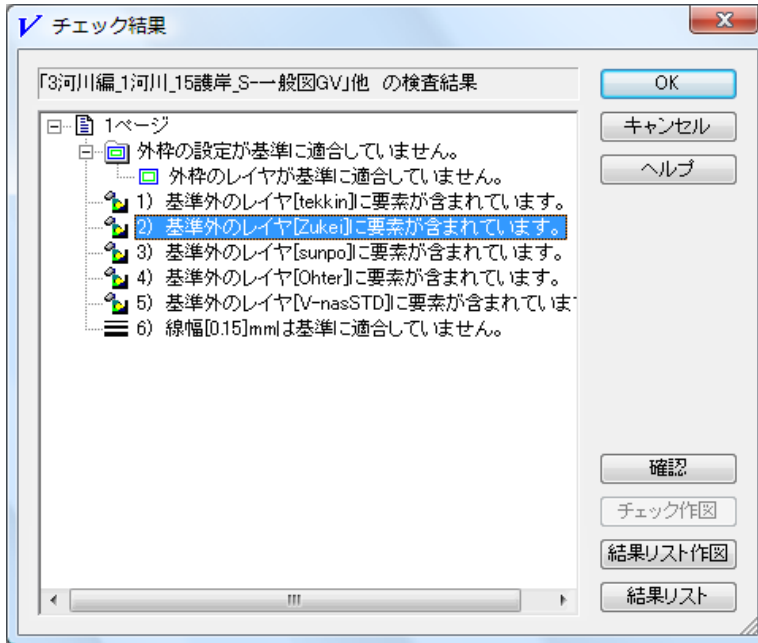 チェック結果
「3河川編_1河川_15護岸_S-一般図GV」他 の検査結果
OK
キャンセル
ヘルプ
1ページ
外枠の設定が基準に適合していません。
外枠のレイヤが基準に適合していません。
1) 基準外のレイヤ[tekkin]に要素が含まれています。
2) 基準外のレイヤ[Zukei]に要素が含まれています。
3) 基準外のレイヤ[sunpo]に要素が含まれています。
4) 基準外のレイヤ[Ohter]に要素が含まれています。
5) 基準外のレイヤ[V-nasSTD]に要素が含まれていま
6) 線幅[0.15]mmは基準に適合していません。
確認
チェック作図
結果リスト作図
結果リスト